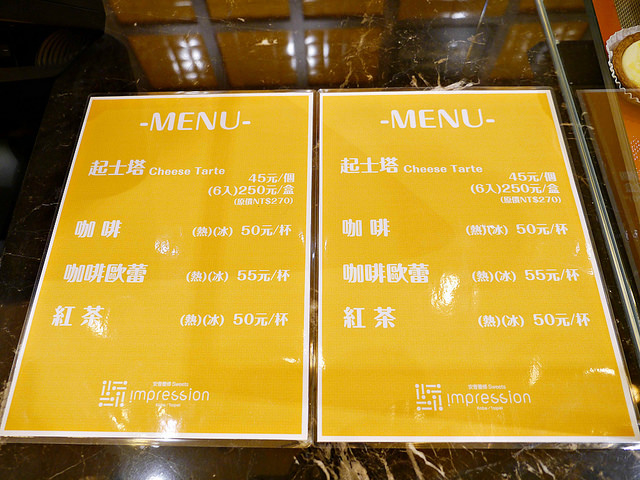 -MENU-
起士塔 Cheese Tarte
45元/個
(6入)250元/盒
(原價NT$270)
咖啡 (熱)(冰) 50元/杯
咖啡歐蕾 (熱)(冰) 55元/杯
紅茶 (熱)(冰) 50元/杯
Sweets
impression
-MENU-
起士塔 Cheese Tarte
45元/個
(6入)250元/盒
(原價NT$270)
咖啡 (熱)(冰) 50元/杯
咖啡歐蕾 (熱)(冰) 55元/杯
紅茶 (熱)(冰) 50元/杯
Sweets
impression